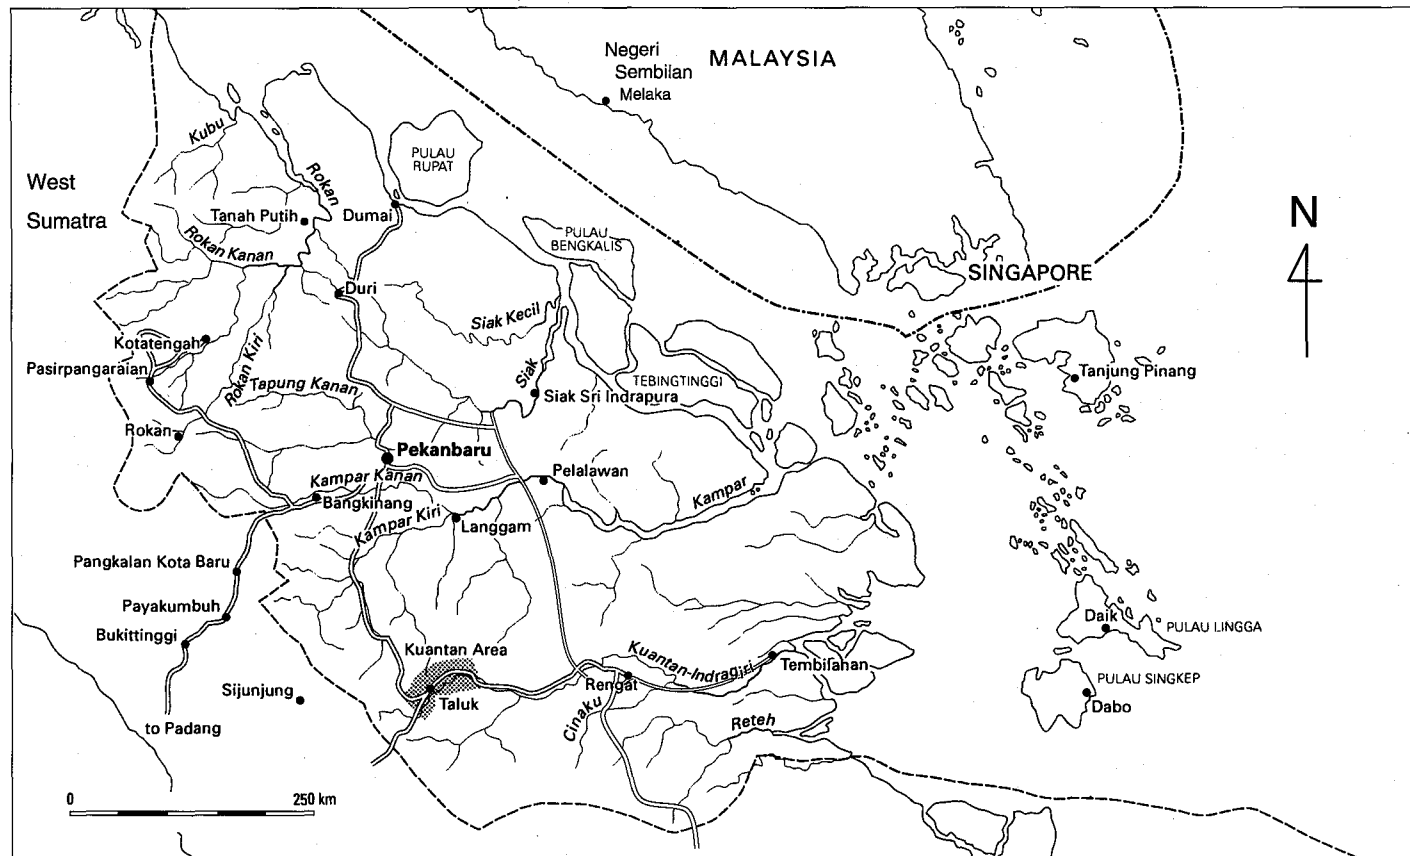 Negeri
Sembilan
Melaka
MALAYSIA
Kubu
PULAU
RUPAT
West
Sumatra
Rokan
Tanah Putih
Dumai
N
Rokan Kanan
PULAU
BENGKALIS
SINGAPORE
Duri
Siak Kecil
Kotatengah
Rokan Kiri
Pasirpangaraian
Siak
TEBINGTINGGI
Tanjung Pinang
Tapung Kanan
Siak Sri Indrapura
Rokan
Pekanbaru
Kampar Kanan
Pelalawan
Kampar
Bangkinang
Kampar Kiri
Langgam
Pangkalan Kota Baru
Payakumbuh
Bukittinggi
Daik
PULAU LINGGA
Kuantan Area
Kuantan-Indragiri
Tembilahan
Sijunjung
Rengat
PULAU SINGKEP
Taluk
Dabo
Cinaku
Reteh
to Padang
0 250 km